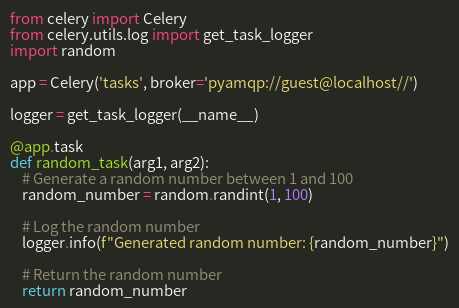 from celery import Celery
from celery.utils.log import get_task_logger
import random

app = Celery('tasks', broker='pyamqp://guest@localhost//')

logger = get_task_logger(__name__)

@app.task
def random_task(arg1, arg2):
    # Generate a random number between 1 and 100
    random_number = random.randint(1, 100)

    # Log the random number
    logger.info(f"Generated random number: {random_number}")

    # Return the random number
    return random_number